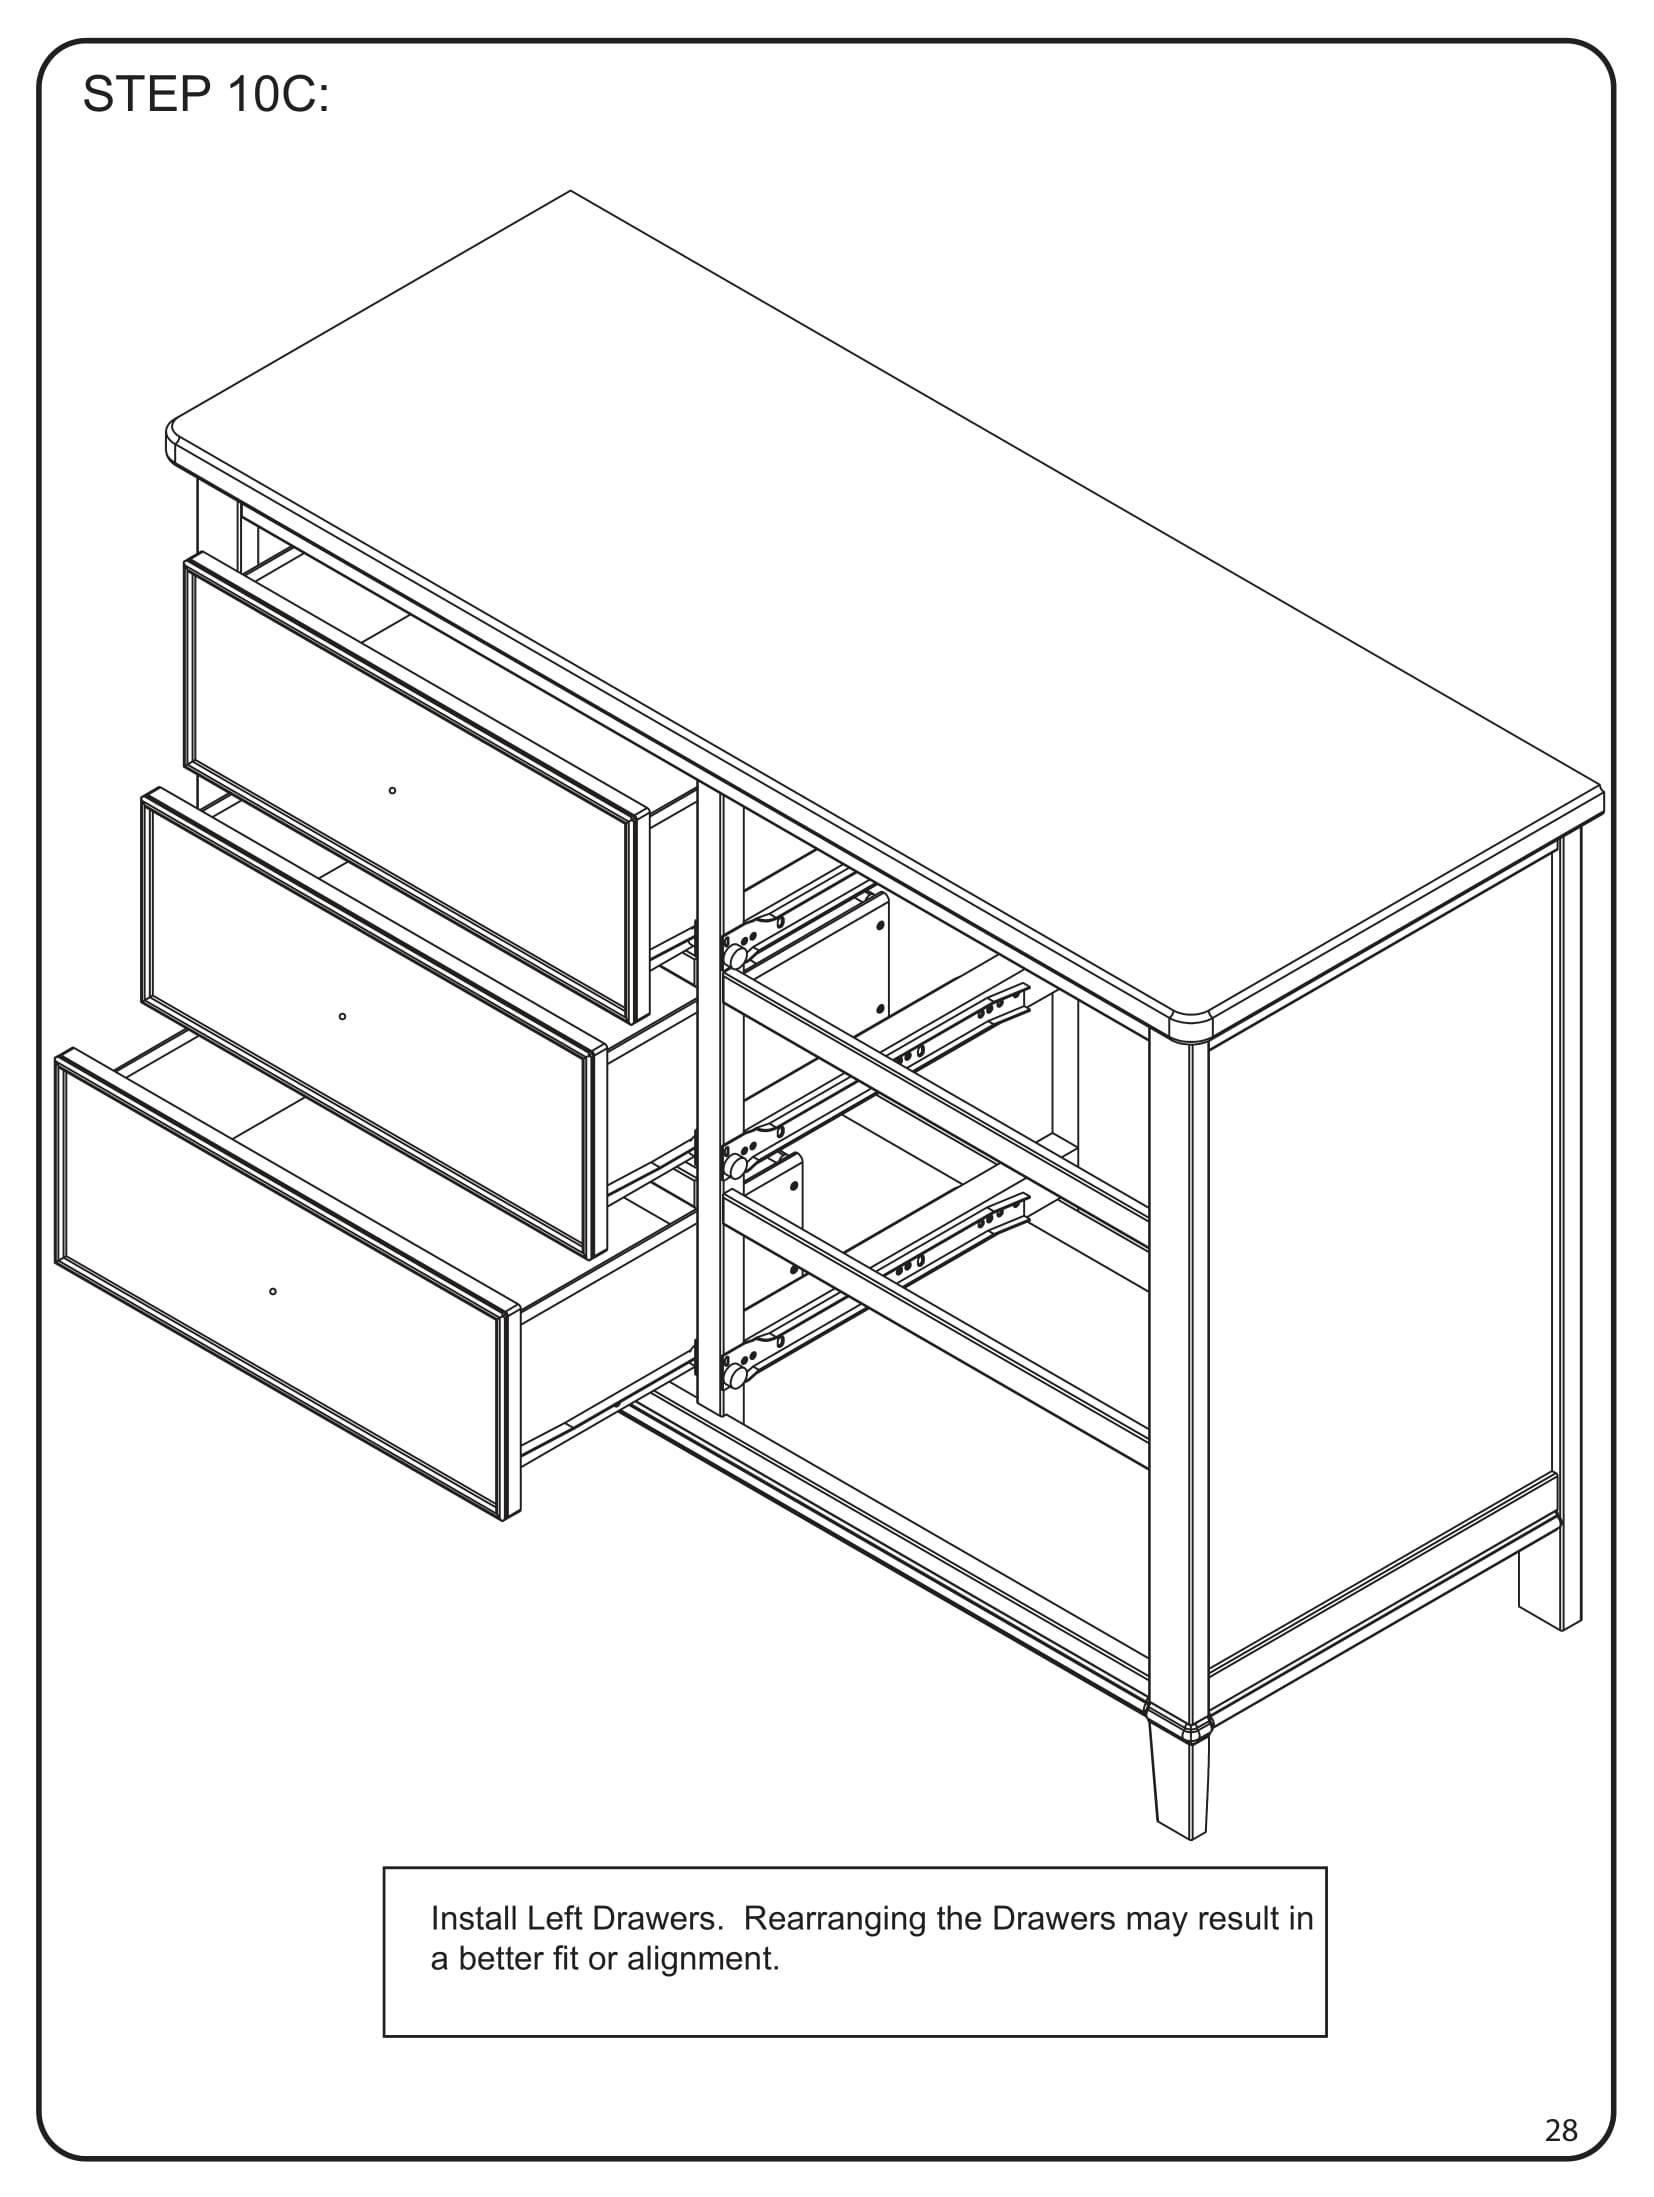 STEP 10C:
Install Left Drawers.  Rearranging the Drawers may result in
a better fit or alignment.
28